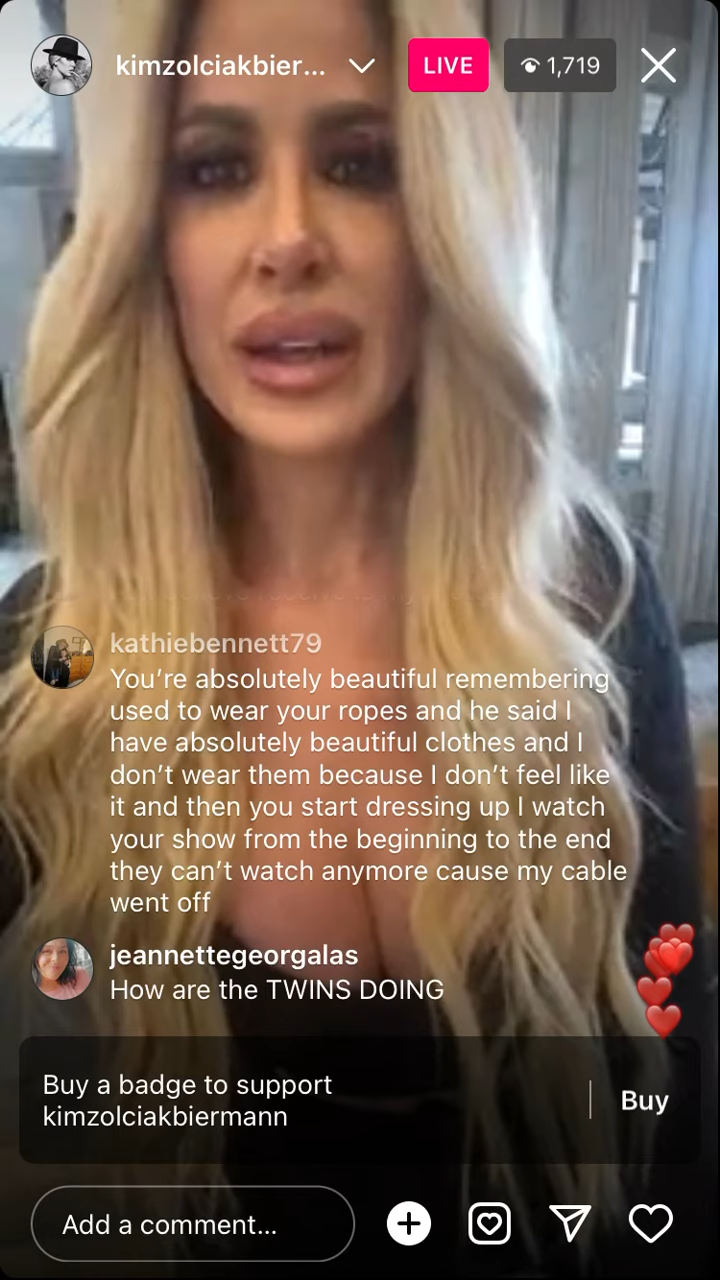 kimzolciakbier...
LIVE
1,719
kathiebennett79
You're absolutely beautiful remembering
used to wear your ropes and he said I
have absolutely beautiful clothes and I
don't wear them because I don't feel like
it and then you start dressing up I watch
your show from the beginning to the end
they can't watch anymore cause my cable
went off
jeannettegeorgalas
How are the TWINS DOING
Buy a badge to support
kimzolciakbiermann
Buy
Add a comment...